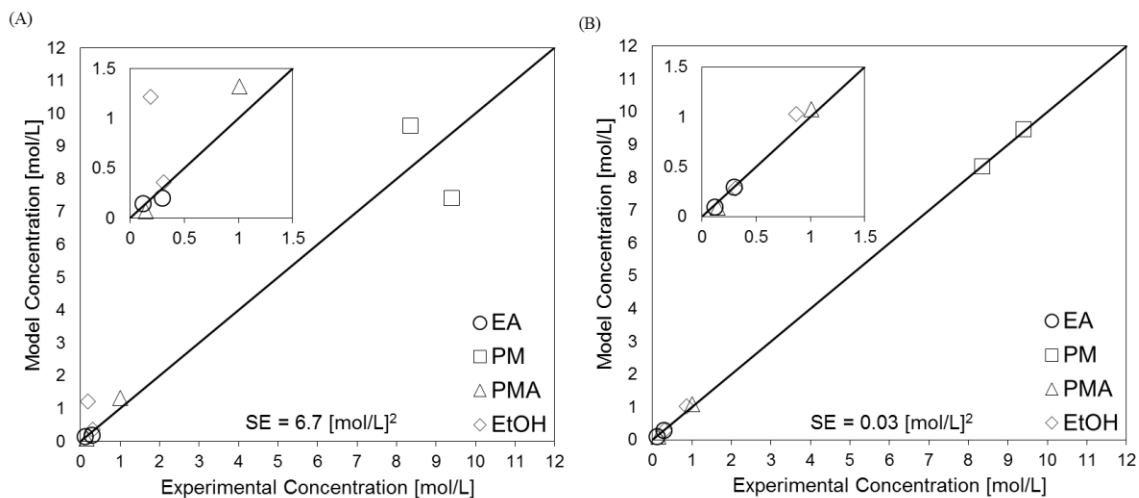 (A)
Model Concentration [mol/L]
12
11
10
9
8
7
6
5
4
3
2
1
0
1.5
1
0.5
0
0 0.5 1 1.5
EA
PM
PMA
EtOH
SE = 6.7 [mol/L]2
0 1 2 3 4 5 6 7 8 9 10 11 12
Experimental Concentration [mol/L]
(B)
Model Concentration [mol/L]
12
11
10
9
8
7
6
5
4
3
2
1
0
1.5
1
0.5
0
0 0.5 1 1.5
EA
PM
PMA
EtOH
SE = 0.03 [mol/L]2
0 1 2 3 4 5 6 7 8 9 10 11 12
Experimental Concentration [mol/L]